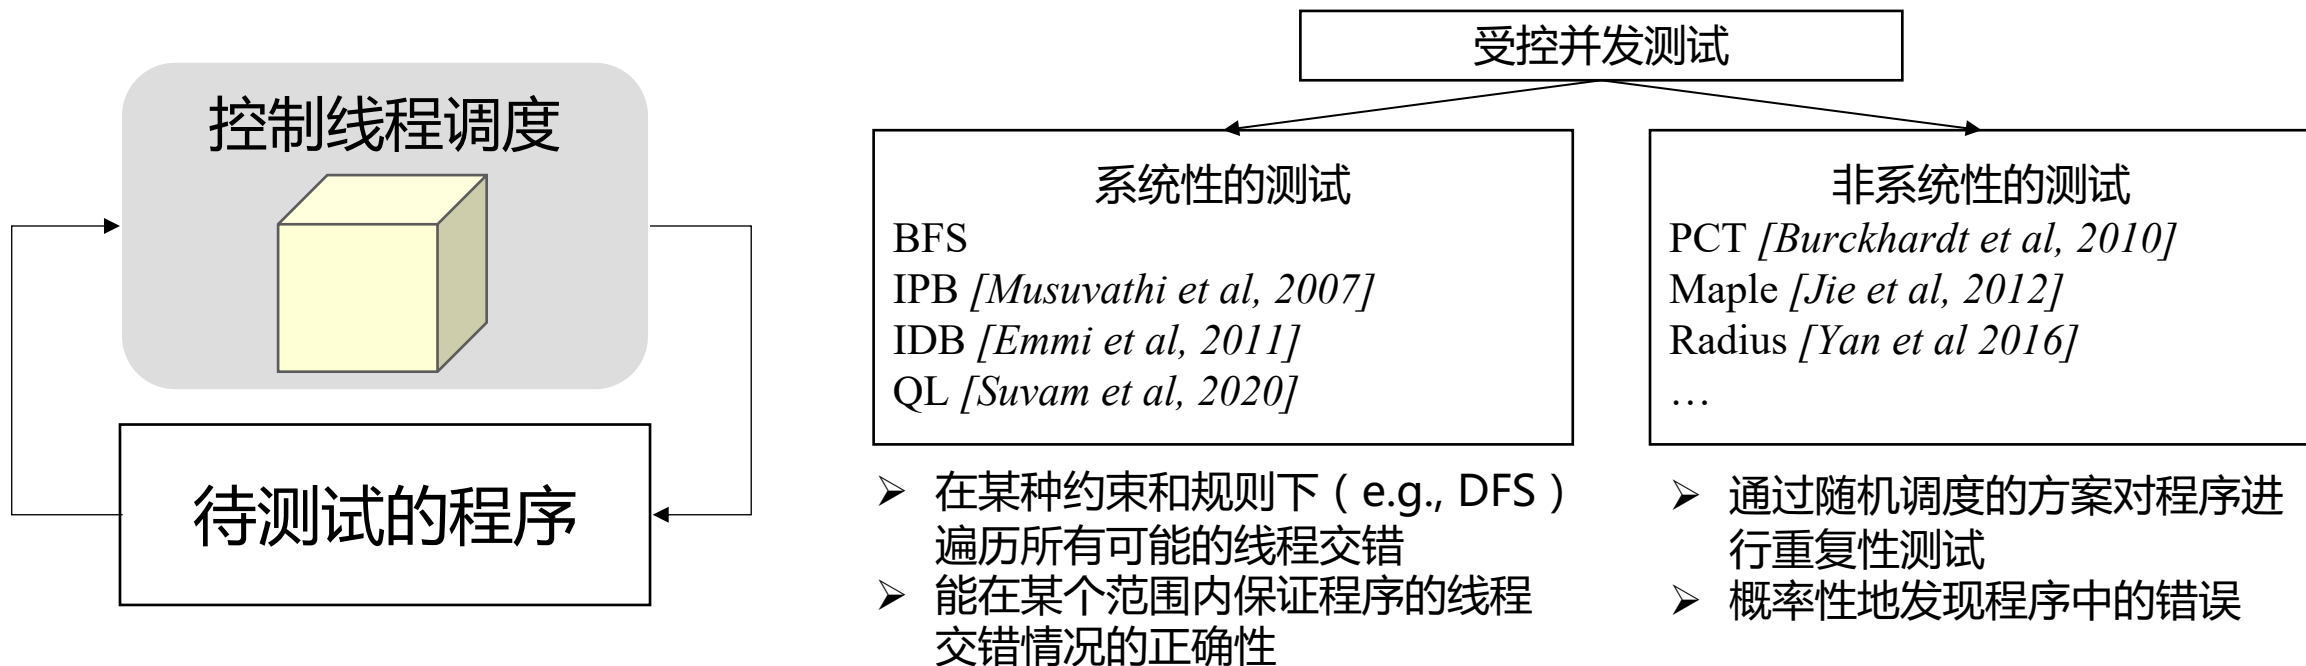 控制线程调度
待测试的程序
受控并发测试
系统性的测试
BFS
IPB [Musuvathi et al, 2007]
IDB [Emmi et al, 2011]
QL [Suvam et al, 2020]
➢ 在某种约束和规则下（e.g., DFS）
遍历所有可能的线程交错
➢ 能在某个范围内保证程序的线程
交错情况的正确性
非系统性的测试
PCT [Burckhardt et al, 2010]
Maple [Jie et al, 2012]
Radius [Yan et al 2016]
…
➢ 通过随机调度的方案对程序进
行重复性测试
➢ 概率性地发现程序中的错误